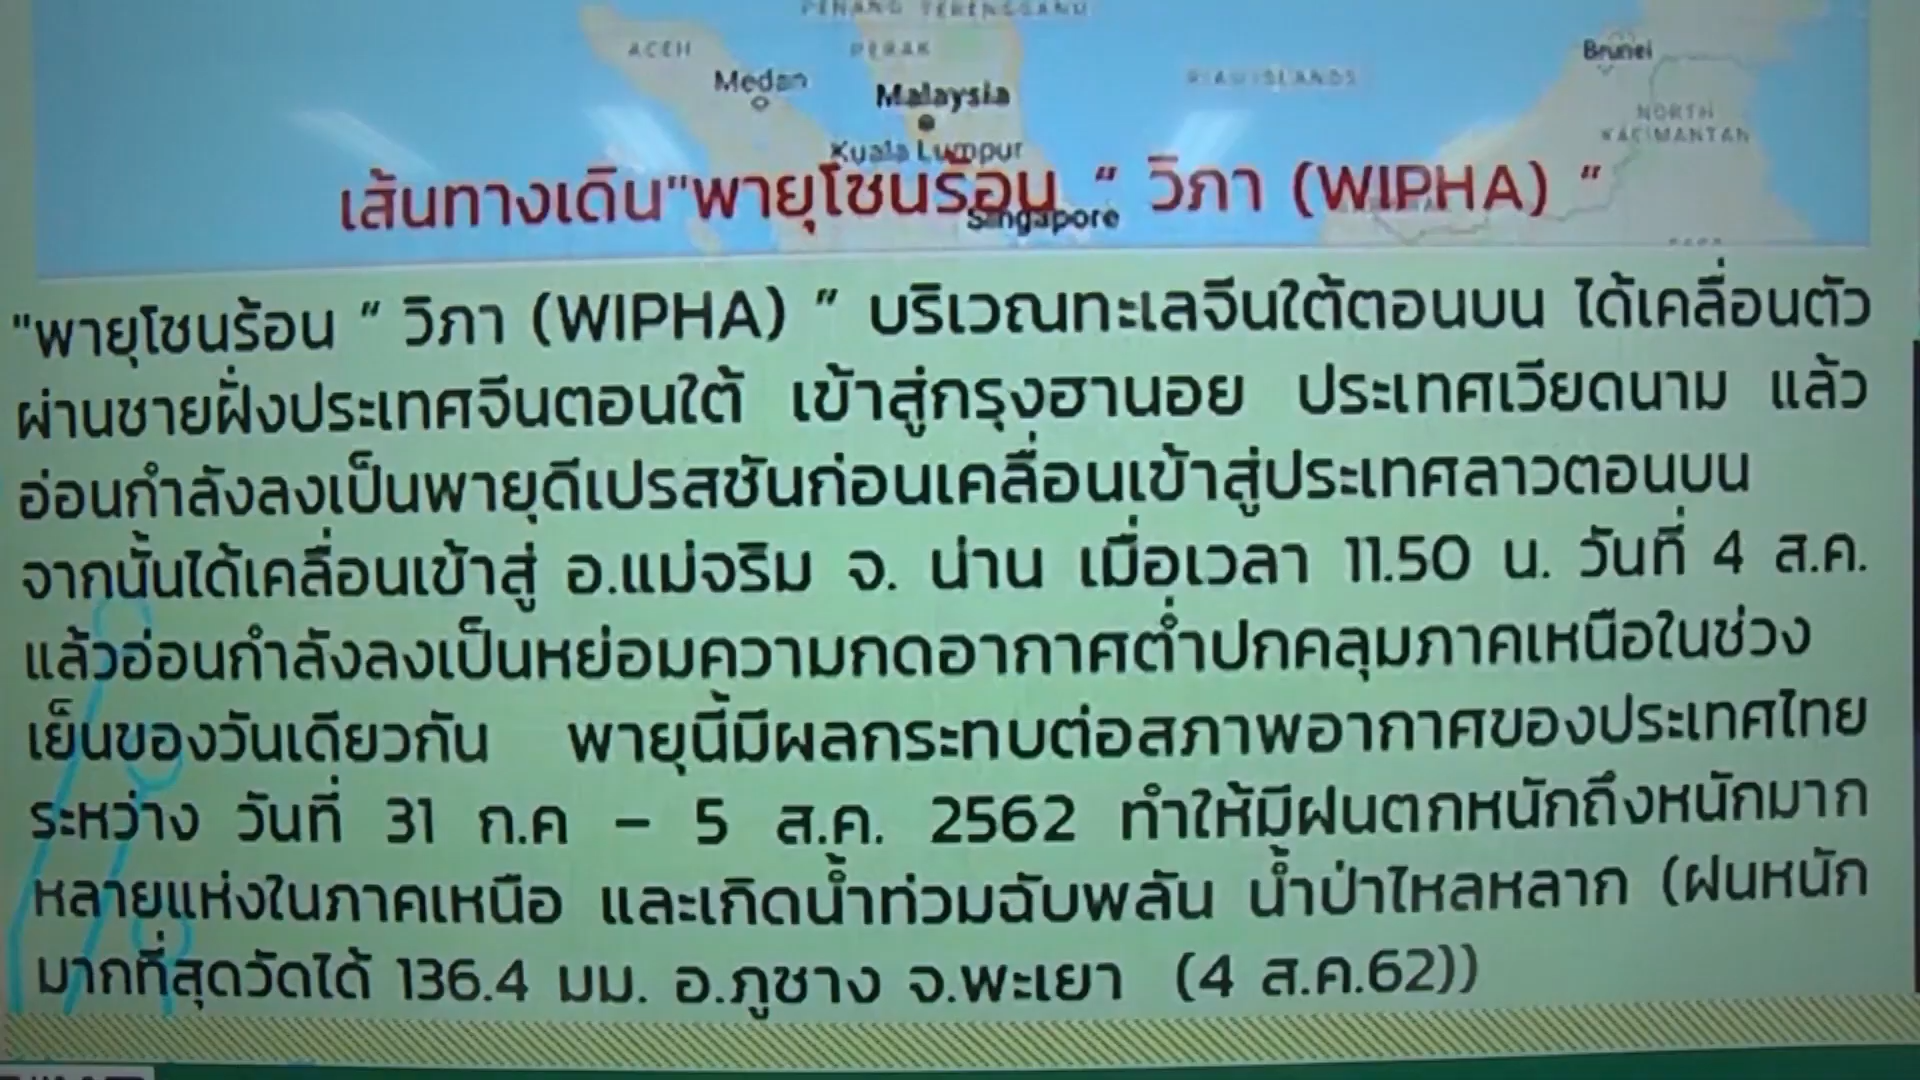 PENANG TERENGGANU
ACEH
PERAK
Medan
Malaysia
RIAU ISLANDS
Brunei
NORTH
KALIMANTAN
Kuala Lumpur
เส้นทางเดิน"พายุโซนร้อน “ วิภา (WIPHA) ”
Singapore
"พายุโซนร้อน “ วิภา (WIPHA) ” บริเวณทะเลจีนใต้ตอนบน ได้เคลื่อนตัว
ผ่านชายฝั่งประเทศจีนตอนใต้ เข้าสู่กรุงฮานอย ประเทศเวียดนาม แล้ว
อ่อนกำลังลงเป็นพายุดีเปรสชันก่อนเคลื่อนเข้าสู่ประเทศลาวตอนบน
จากนั้นได้เคลื่อนเข้าสู่ อ.แม่จริม จ. น่าน เมื่อเวลา 11.50 น. วันที่ 4 ส.ค.
แล้วอ่อนกำลังลงเป็นหย่อมความกดอากาศต่ำปกคลุมภาคเหนือในช่วง
เย็นของวันเดียวกัน พายุนี้มีผลกระทบต่อสภาพอากาศของประเทศไทย
ระหว่าง วันที่ 31 ก.ค – 5 ส.ค. 2562 ทำให้มีฝนตกหนักถึงหนักมาก
หลายแห่งในภาคเหนือ และเกิดน้ำท่วมฉับพลัน น้ำป่าไหลหลาก (ฝนหนัก
มากที่สุดวัดได้ 136.4 มม. อ.ภูซาง จ.พะเยา (4 ส.ค.62))